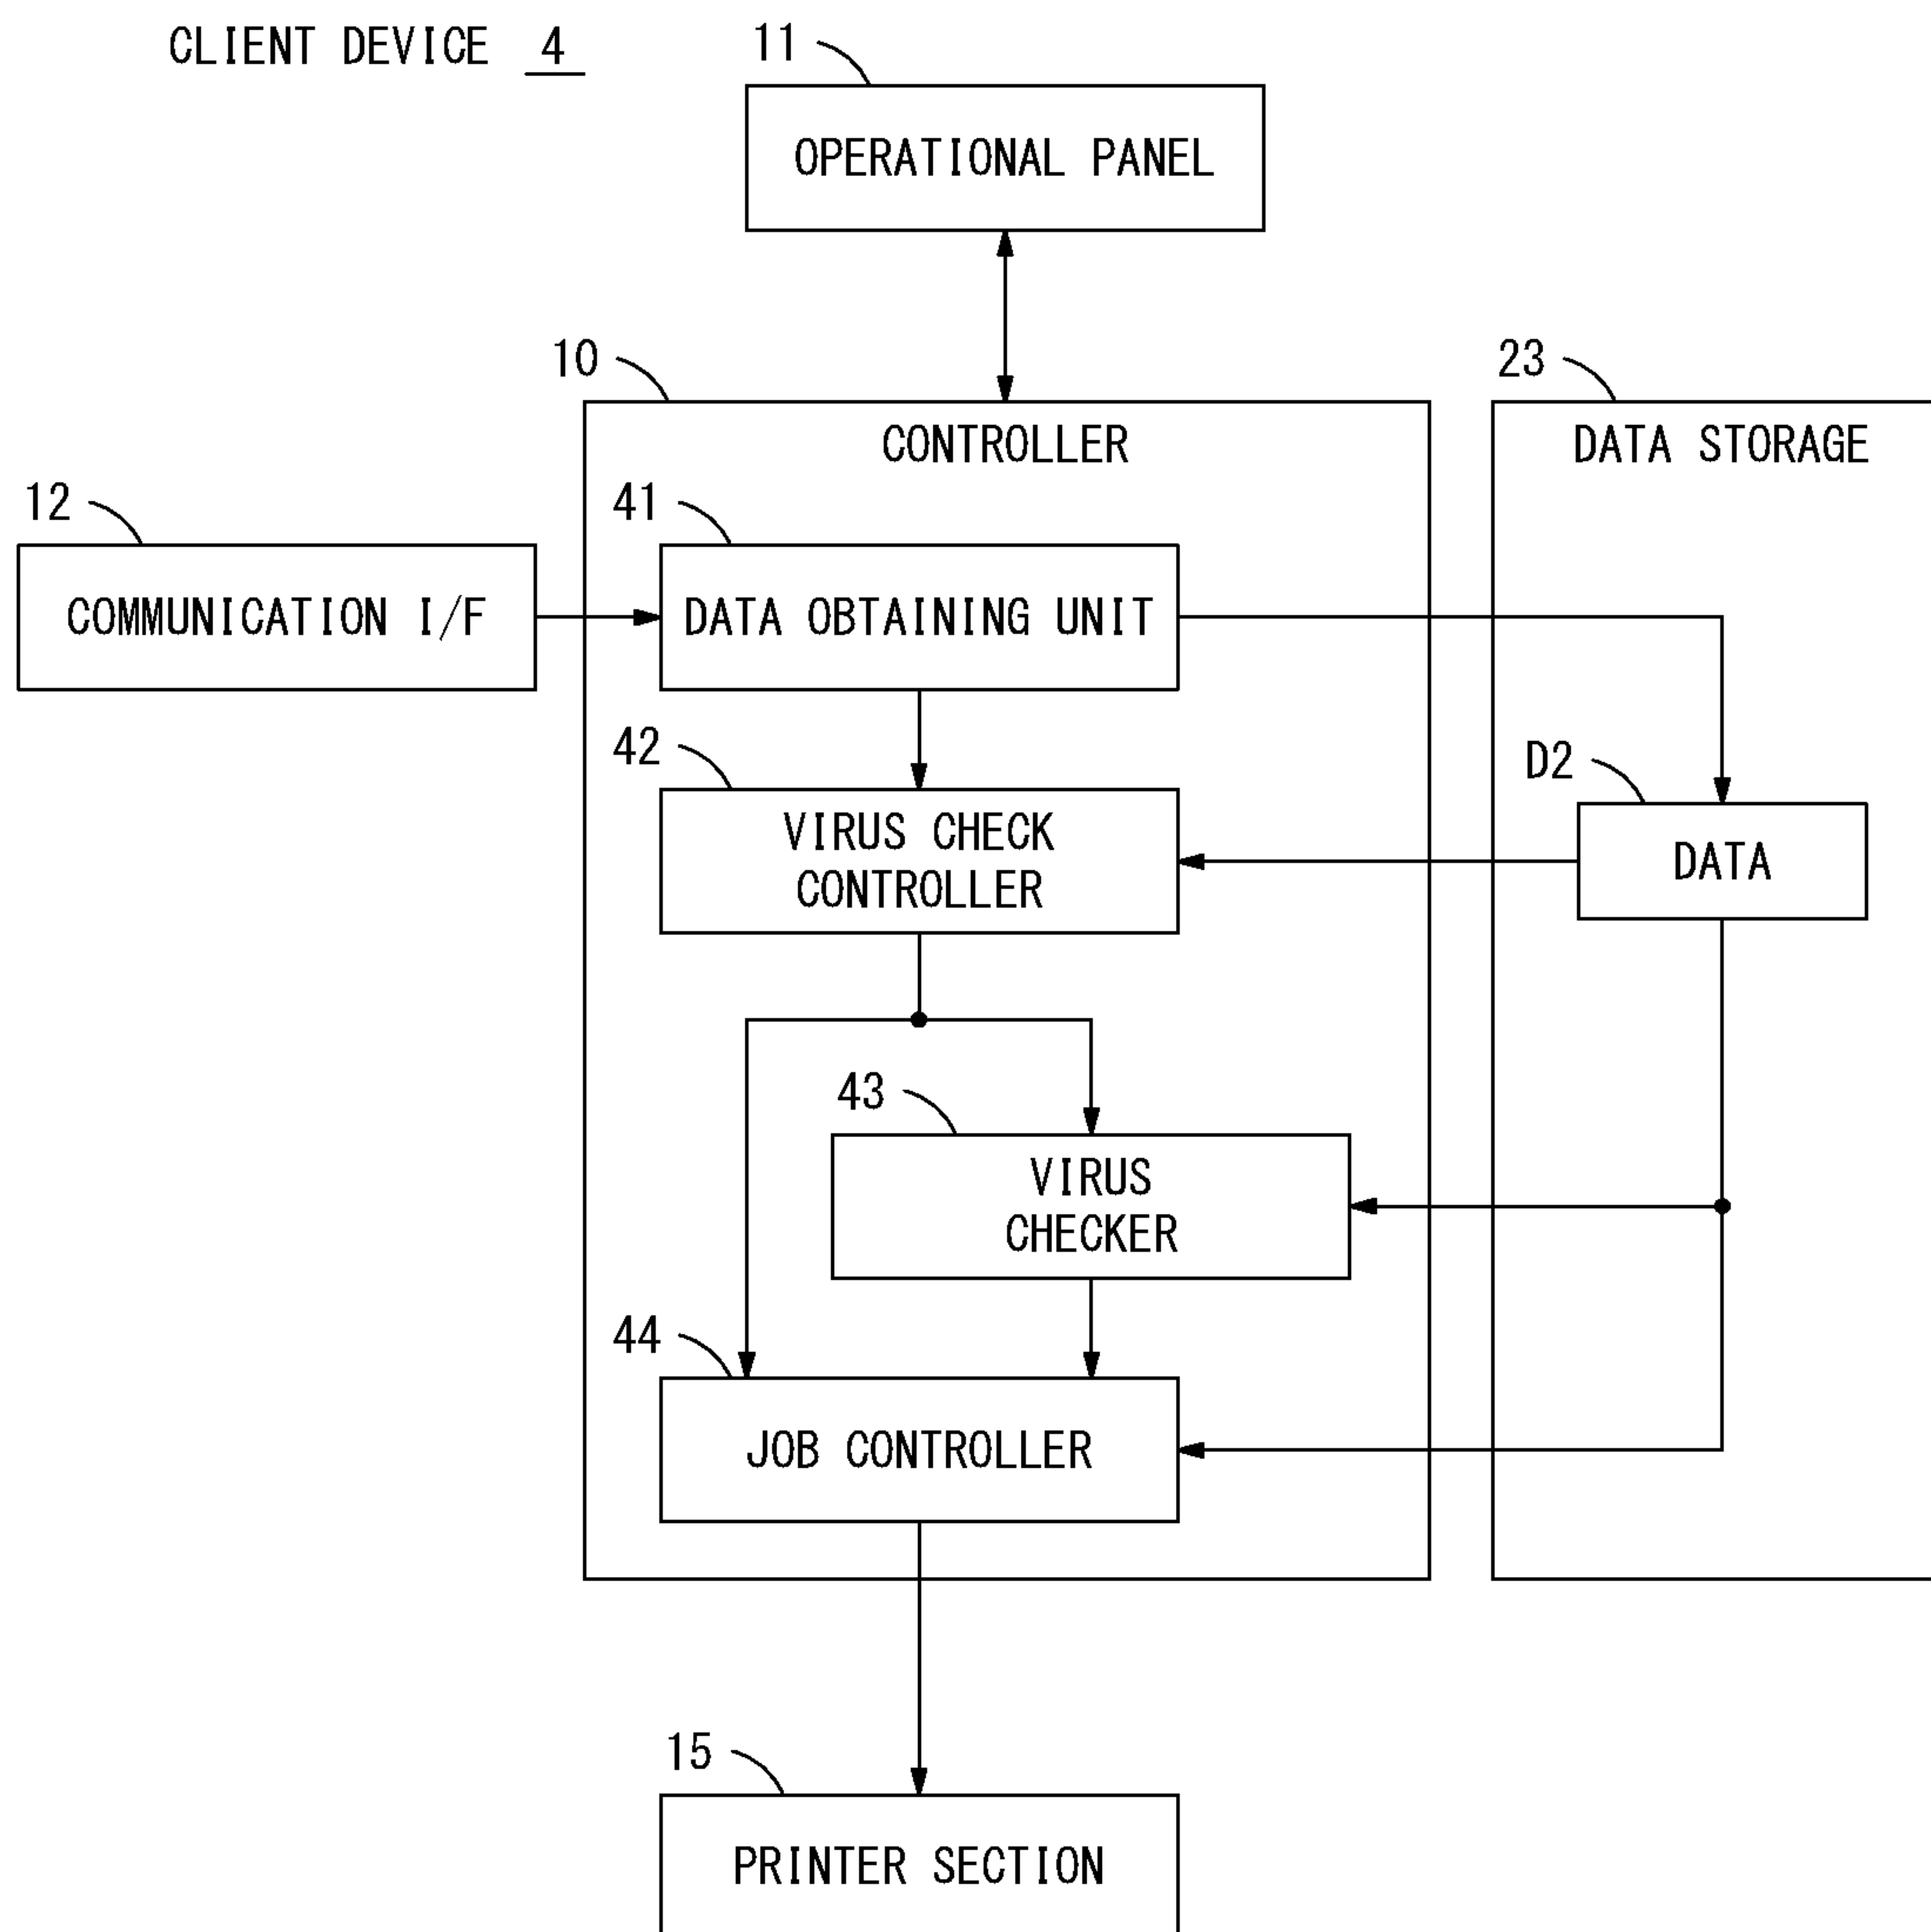 CLIENT DEVICE 4
11
OPERATIONAL PANEL
10
23
CONTROLLER
DATA STORAGE
12
41
COMMUNICATION I/F
DATA OBTAINING UNIT
42
D2
VIRUS CHECK
CONTROLLER
DATA
43
VIRUS
CHECKER
44
JOB CONTROLLER
15
PRINTER SECTION